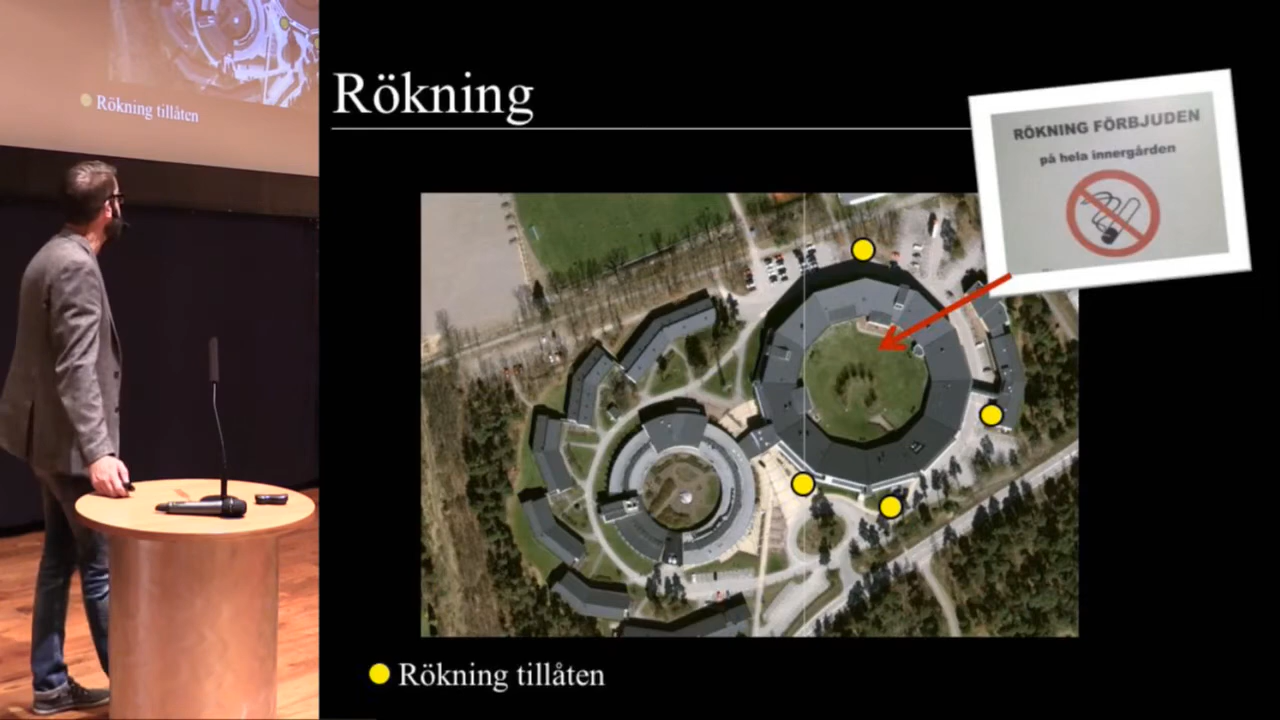 Rökning tillåten
Rökning
RÖKNING FÖRBJUDEN
på hela innergården
Rökning tillåten